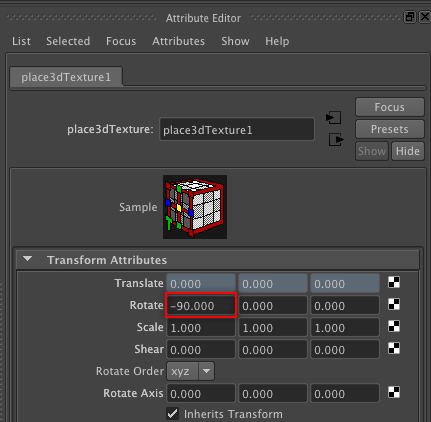 Attribute Editor
List Selected Focus Attributes Show Help
place3dTexture1
Focus
place3dTexture: place3dTexture1
Presets
Show Hide
Sample
Transform Attributes
Translate 0.000 0.000 0.000
Rotate -90.000 0.000 0.000
Scale 1.000 1.000 1.000
Shear 0.000 0.000 0.000
Rotate Order xyz
Rotate Axis 0.000 0.000 0.000
Inherits Transform